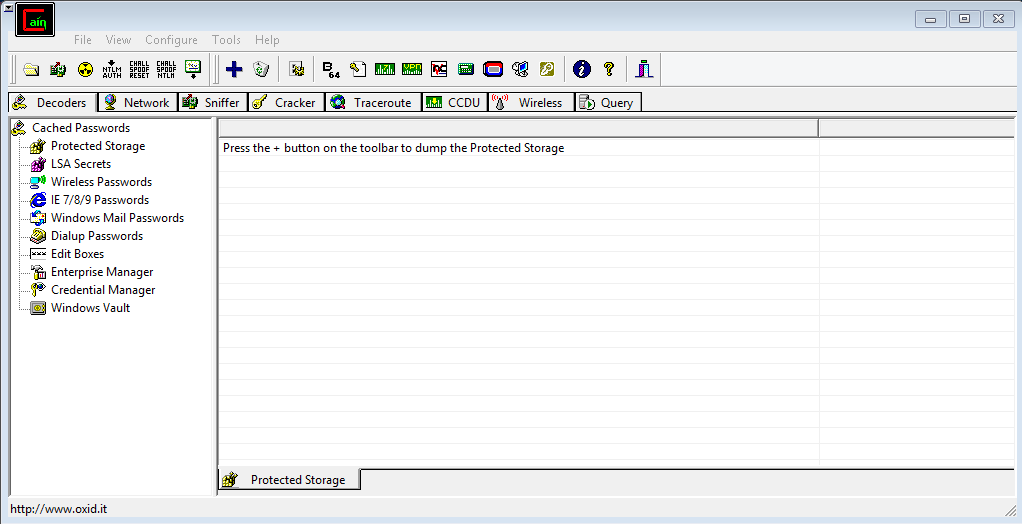 Cain
File View Configure Tools Help
NTLM AUTH CHALL SPOOF RESET CHALL SPOOF NTLM B64
Decoders Network Sniffer Cracker Traceroute CCDU Wireless Query
Cached Passwords
Protected Storage
LSA Secrets
Wireless Passwords
IE 7/8/9 Passwords
Windows Mail Passwords
Dialup Passwords
Edit Boxes
Enterprise Manager
Credential Manager
Windows Vault
Press the + button on the toolbar to dump the Protected Storage
Protected Storage
http://www.oxid.it